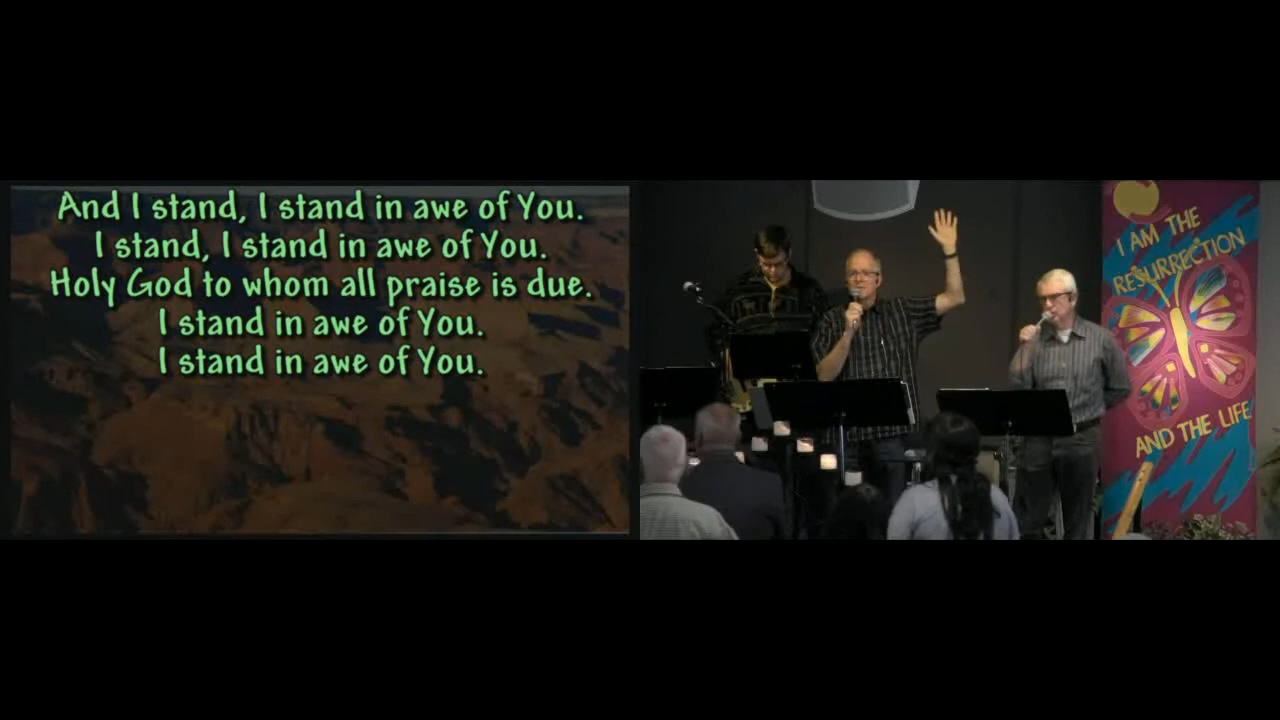 And I stand, I stand in awe of You.
I stand, I stand in awe of You.
Holy God to whom all praise is due.
I stand in awe of You.
I stand in awe of You.
I AM THE
RESURRECTION
AND THE LIFE